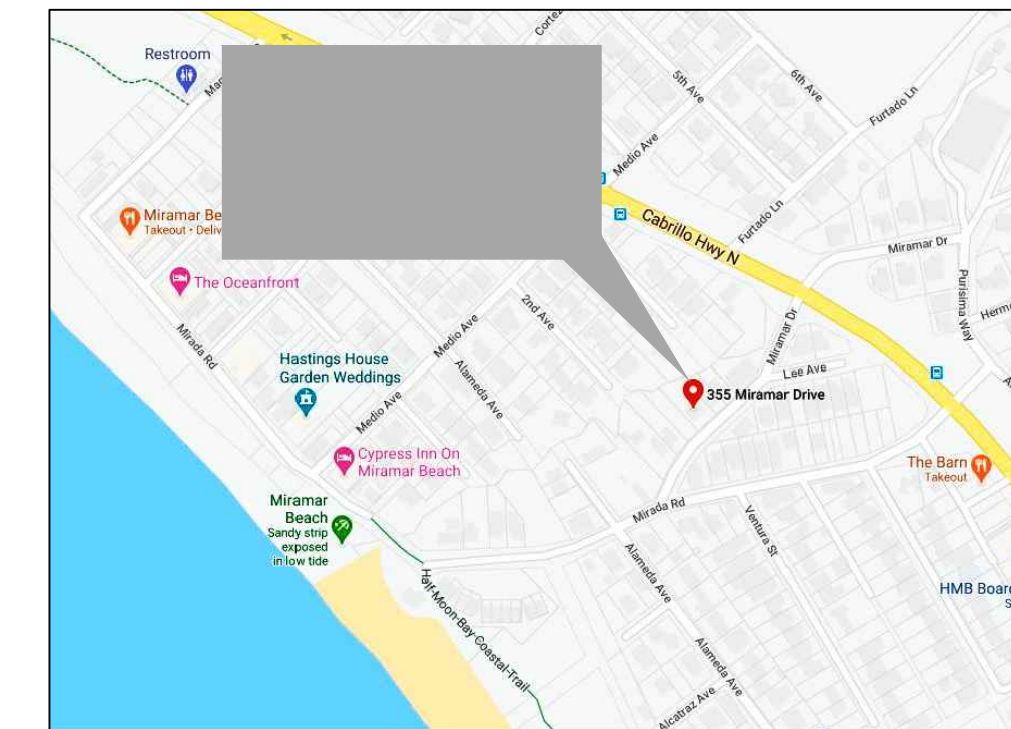 Restroom
Cortez
5th Ave
6th Ave
Furtado Ln
Medio Ave
Miramar Be
Takeout • Deliv
Cabrillo Hwy N
Furtado Ln
Miramar Dr
The Oceanfront
Purisima Way
2nd Ave
Mirada Rd
Medio Ave
Miramar Dr
Hastings House
Garden Weddings
Alameda Ave
Lee Ave
355 Miramar Drive
Medio Ave
Cypress Inn On
Miramar Beach
The Barn
Takeout
Miramar
Beach
Sandy strip
exposed
in low tide
Mirada Rd
Ventura St
Alameda Ave
HMB Board
Half-Moon-Bay Coastal-Trail
Alameda Ave
Alcatraz Ave